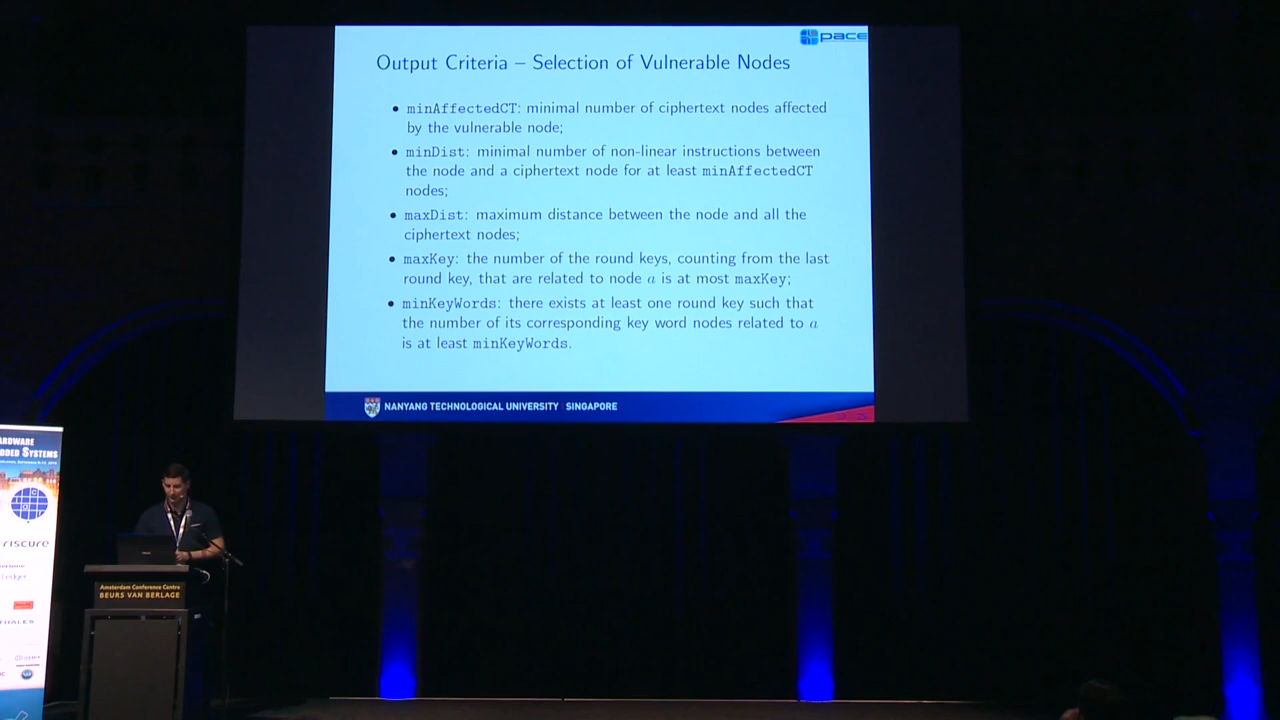 pace
Output Criteria – Selection of Vulnerable Nodes
• minAffectedCT: minimal number of ciphertext nodes affected
by the vulnerable node;
• minDist: minimal number of non-linear instructions between
the node and a ciphertext node for at least minAffectedCT
nodes;
• maxDist: maximum distance between the node and all the
ciphertext nodes;
• maxKey: the number of the round keys, counting from the last
round key, that are related to node a is at most maxKey;
• minKeyWords: there exists at least one round key such that
the number of its corresponding key word nodes related to a
is at least minKeyWords.
NANYANG TECHNOLOGICAL UNIVERSITY SINGAPORE
ARDWARE
DDED SYSTEMS
riscure
Ledger
THALES
Amsterdam Conference Centre
BEURS VAN BERLAGE